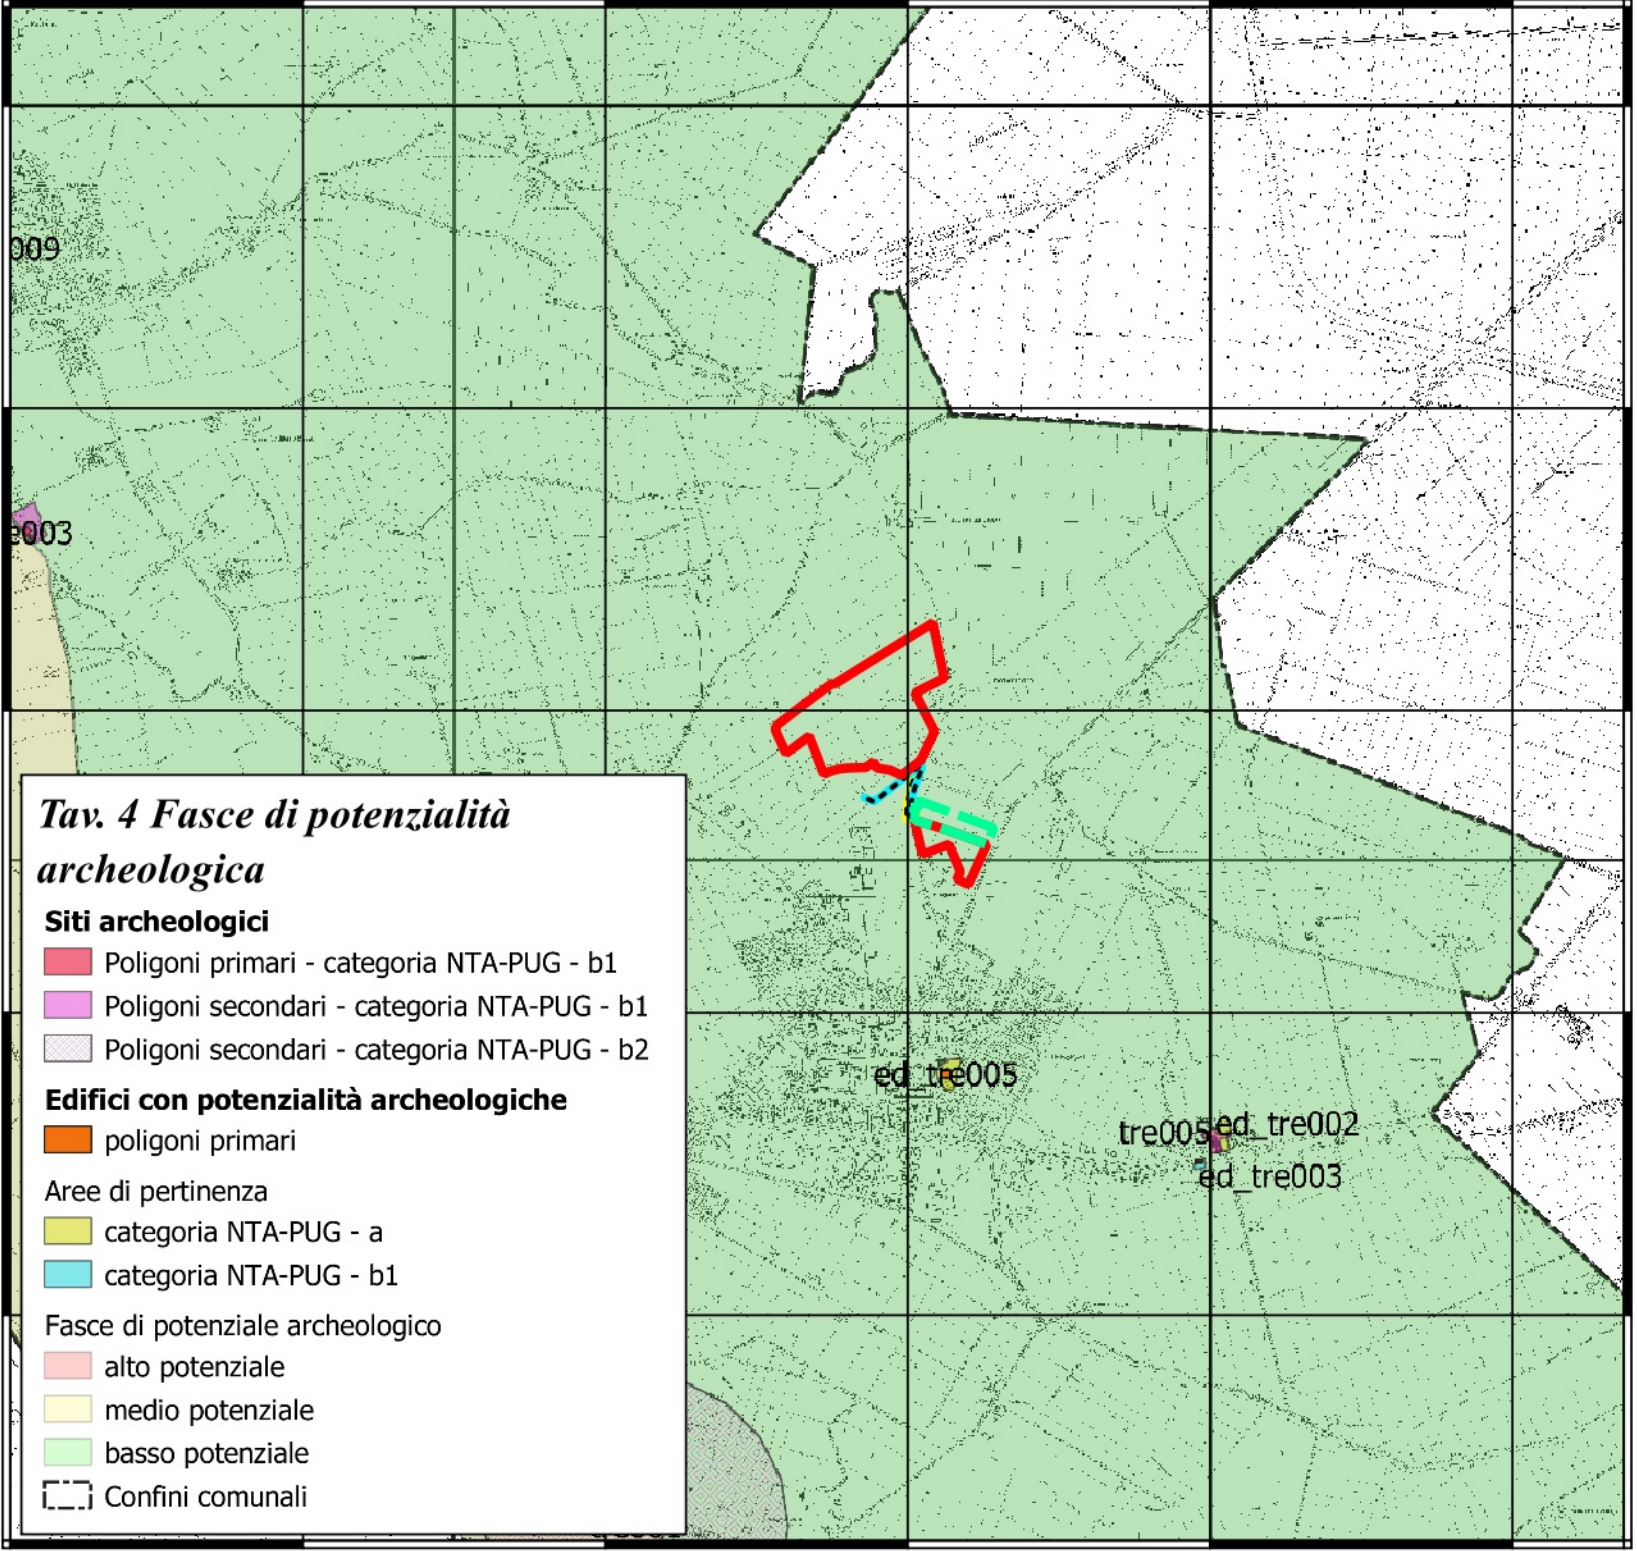 009
e003
Tav. 4 Fasce di potenzialità
archeologica
Siti archeologici
Poligoni primari - categoria NTA-PUG - b1
Poligoni secondari - categoria NTA-PUG - b1
Poligoni secondari - categoria NTA-PUG - b2
Edifici con potenzialità archeologiche
poligoni primari
Aree di pertinenza
categoria NTA-PUG - a
categoria NTA-PUG - b1
Fasce di potenziale archeologico
alto potenziale
medio potenziale
basso potenziale
Confini comunali
ed_tre005
tre005
ed_tre002
ed_tre003